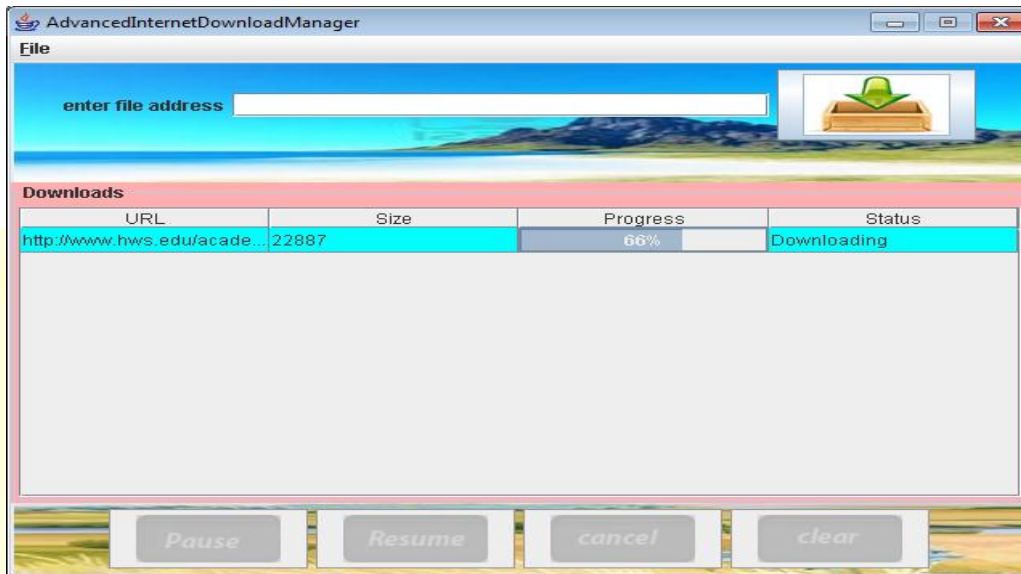 AdvancedInternetDownloadManager
File
enter file address
Downloads
URL Size Progress Status
http://www.hws.edu/acade... 22887 66% Downloading
Pause Resume cancel clear